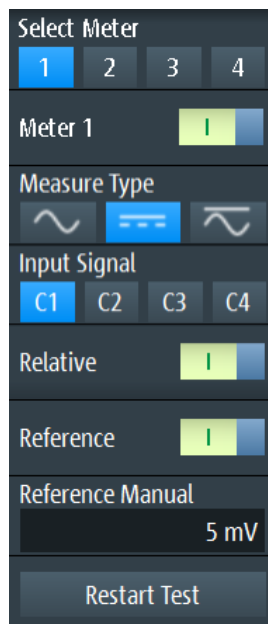 Select Meter
1 2 3 4
Meter 1
Measure Type
Input Signal
C1 C2 C3 C4
Relative
Reference
Reference Manual
5 mV
Restart Test